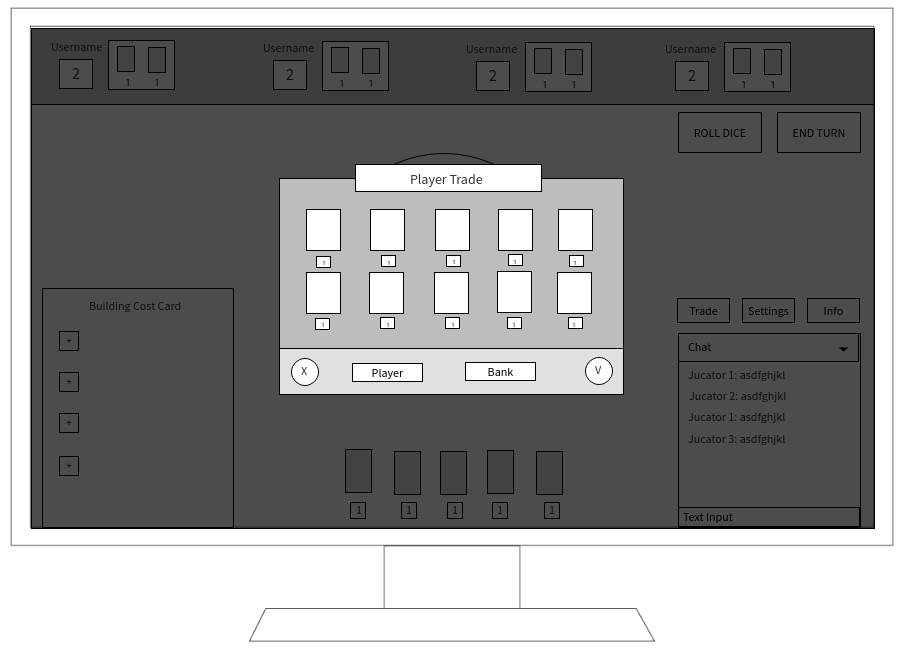 Username Username Username Username
2 2 2 2
1 1 1 1 1 1 1 1
ROLL DICE END TURN
Player Trade
1 1 1 1 1
1 1 1 1 1
X Player Bank V
Building Cost Card
+
+
+
+
Trade Settings Info
Chat
Jucator 1: asdfghjkl
Jucator 2: asdfghjkl
Jucator 1: asdfghjkl
Jucator 3: asdfghjkl
Text Input
1 1 1 1 1